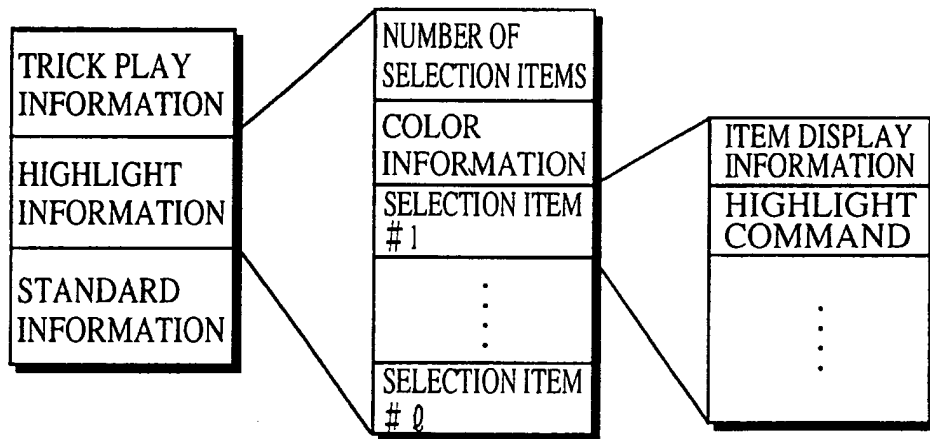 TRICK PLAY
INFORMATION
HIGHLIGHT
INFORMATION
STANDARD
INFORMATION
NUMBER OF
SELECTION ITEMS
COLOR
INFORMATION
SELECTION ITEM
# 1
SELECTION ITEM
# ℓ
ITEM DISPLAY
INFORMATION
HIGHLIGHT
COMMAND